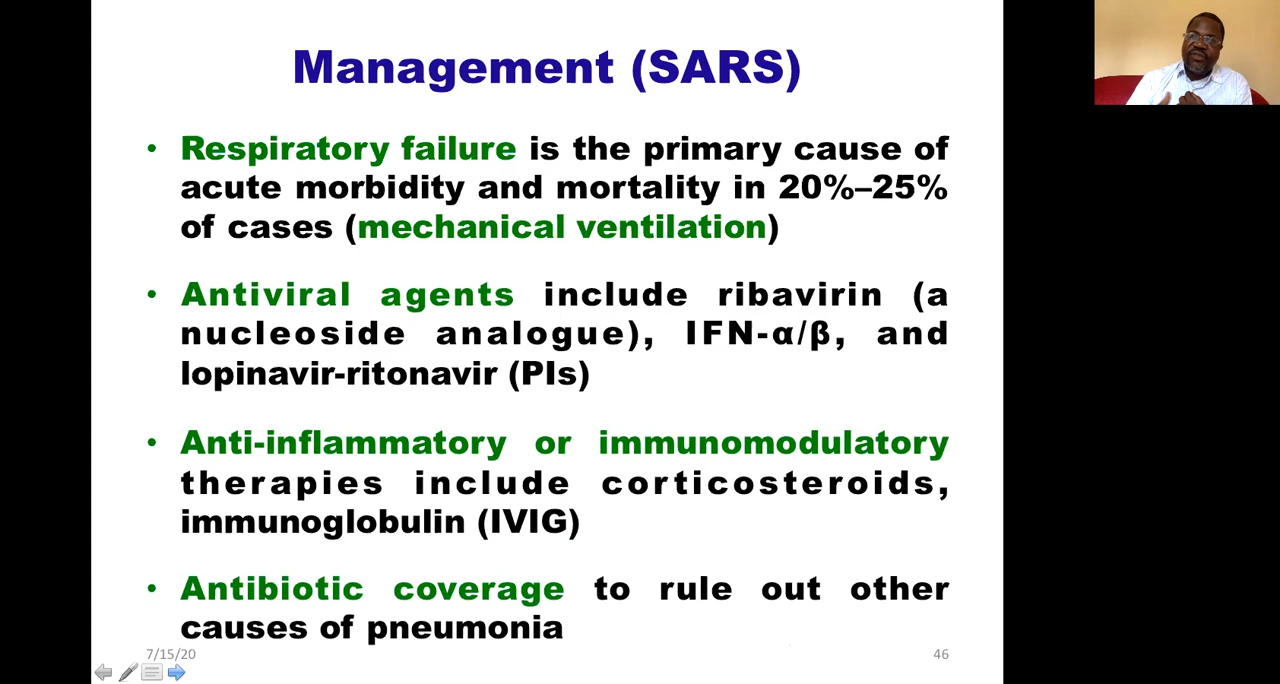 Management (SARS)
• Respiratory failure is the primary cause of
acute morbidity and mortality in 20%–25%
of cases (mechanical ventilation)
• Antiviral agents include ribavirin (a
nucleoside analogue), IFN-α/β, and
lopinavir-ritonavir (PIs)
• Anti-inflammatory or immunomodulatory
therapies include corticosteroids,
immunoglobulin (IVIG)
• Antibiotic coverage to rule out other
causes of pneumonia
7/15/20
46